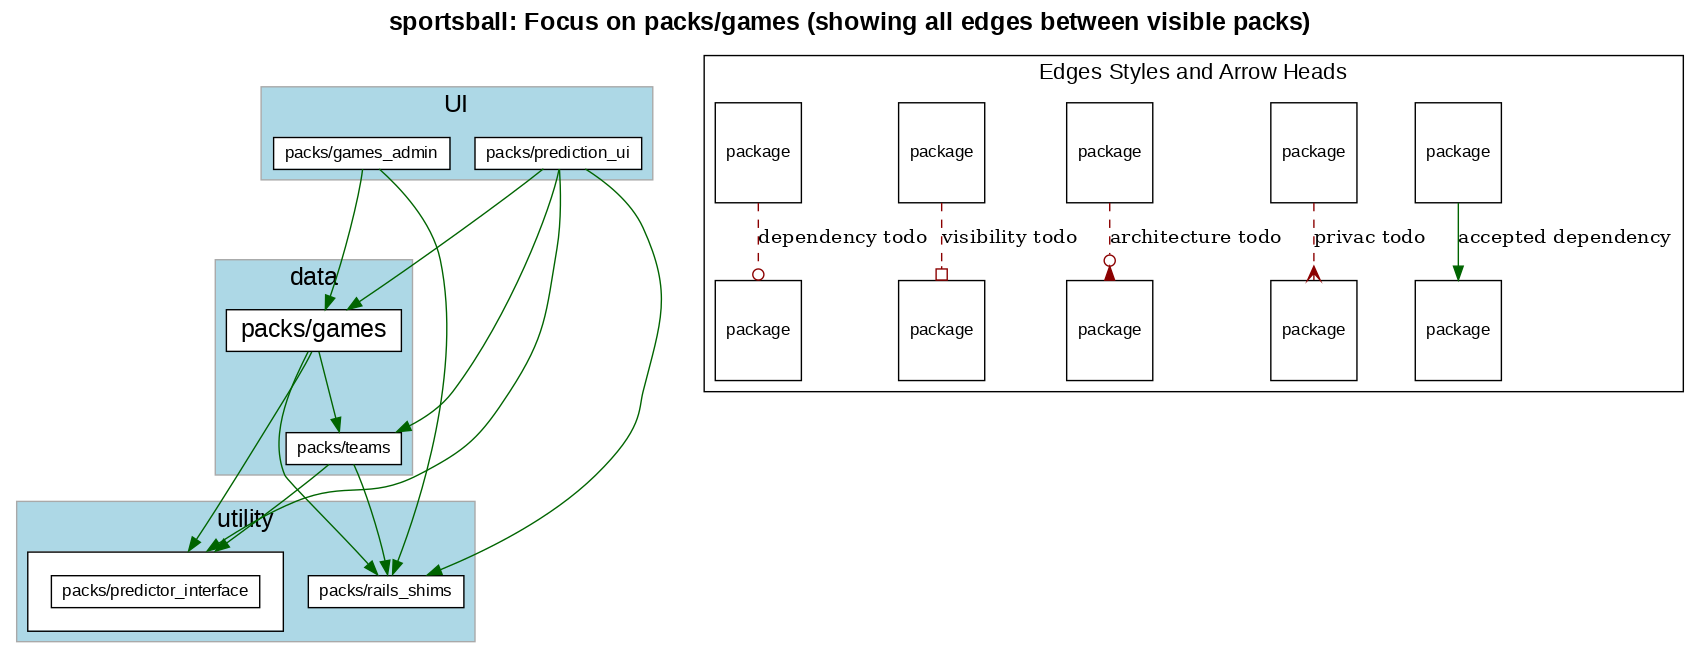 sportsball: Focus on packs/games (showing all edges between visible packs)
UI
packs/games_admin
packs/prediction_ui
data
packs/games
packs/teams
utility
packs/predictor_interface
packs/rails_shims
Edges Styles and Arrow Heads
package
package
package
package
package
dependency todo
visibility todo
architecture todo
privac todo
accepted dependency
package
package
package
package
package